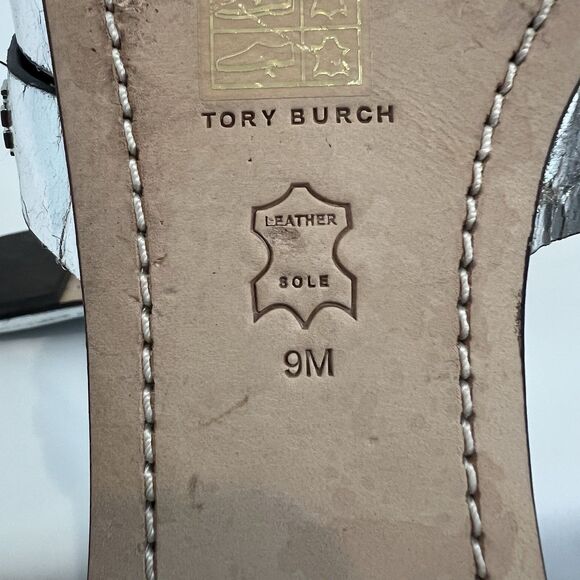 TORY BURCH
LEATHER
SOLE
9M